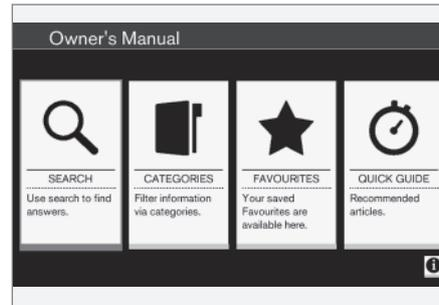 Owner's Manual
SEARCH
Use search to find
answers.
CATEGORIES
Filter information
via categories.
FAVOURITES
Your saved
Favourites are
available here.
QUICK GUIDE
Recommended
articles.
i